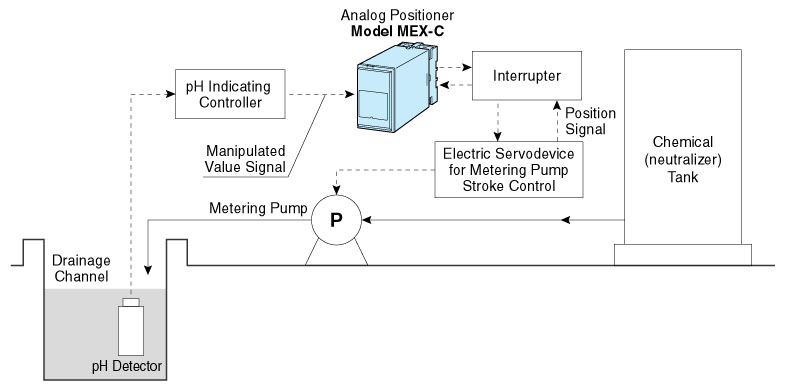 Analog Positioner
Model MEX-C
pH Indicating
Controller
Interrupter
Position
Signal
Manipulated
Value Signal
Electric Servodevice
for Metering Pump
Stroke Control
Chemical
(neutralizer)
Tank
Metering Pump
P
Drainage
Channel
pH Detector